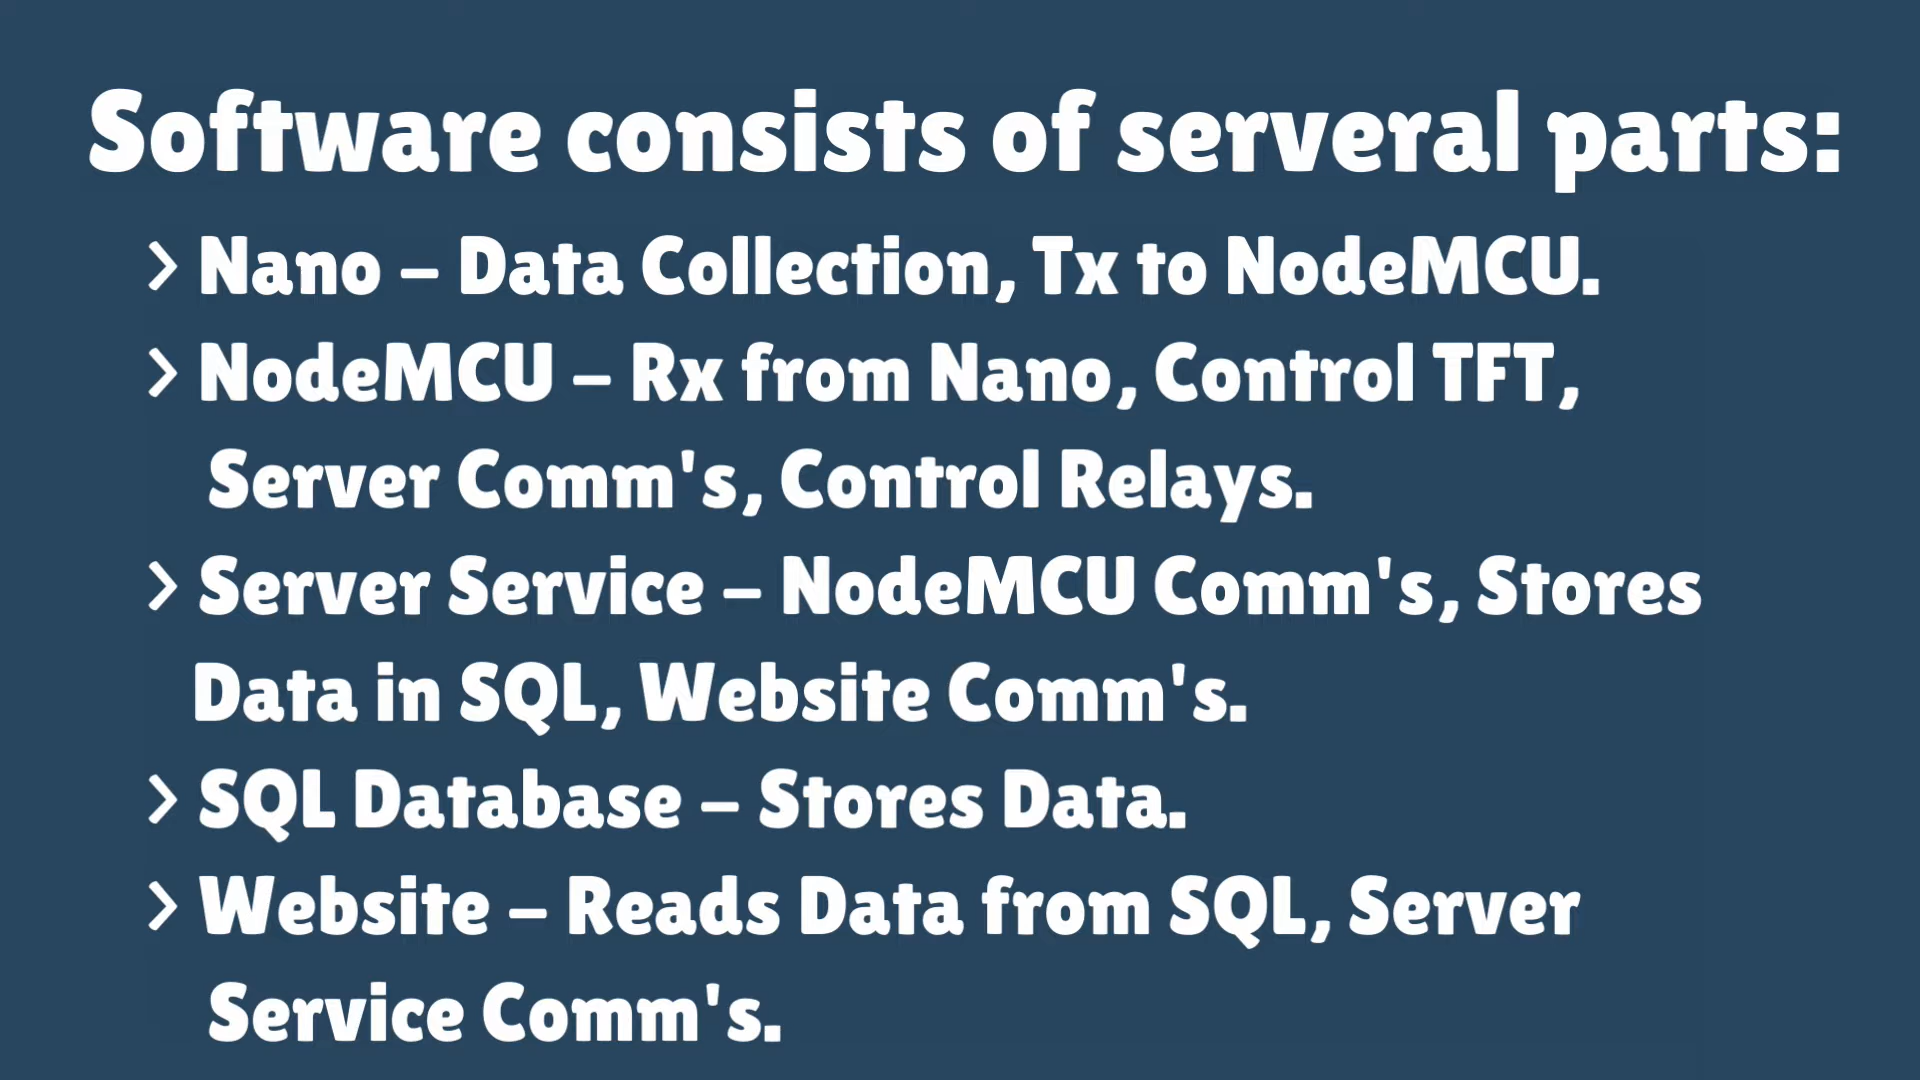 Software consists of serveral parts:
> Nano – Data Collection, Tx to NodeMCU.
> NodeMCU – Rx from Nano, Control TFT,
Server Comm's, Control Relays.
> Server Service – NodeMCU Comm's, Stores
Data in SQL, Website Comm's.
> SQL Database – Stores Data.
> Website – Reads Data from SQL, Server
Service Comm's.